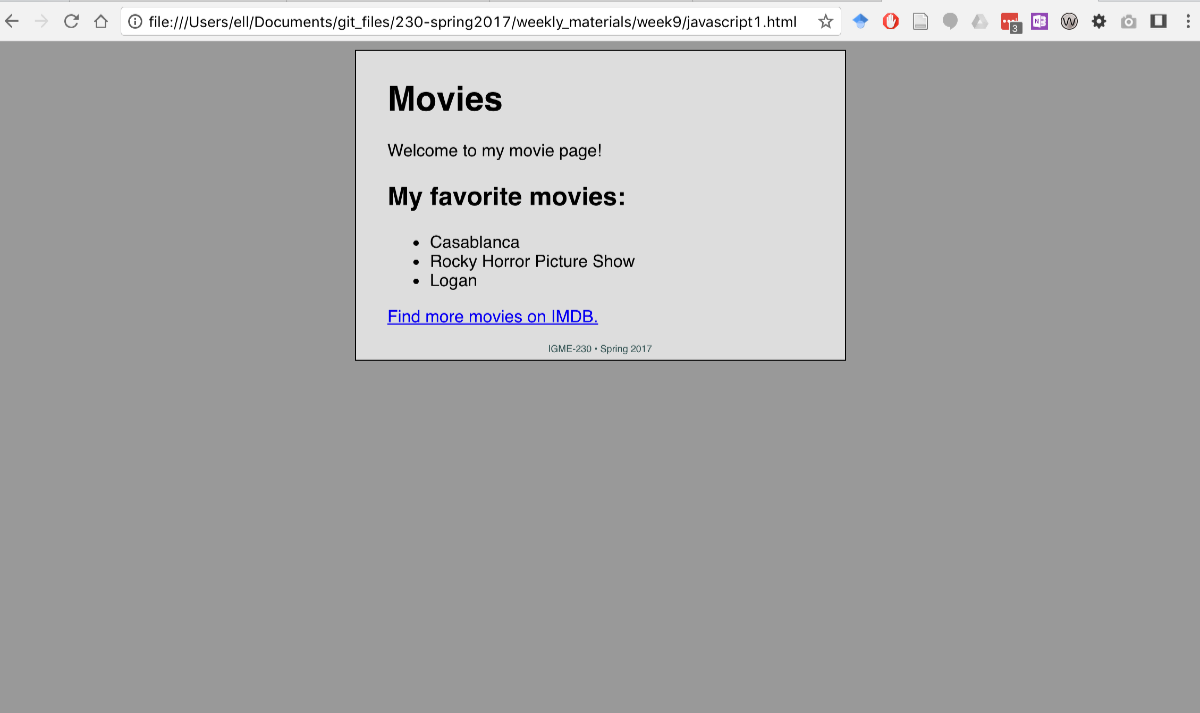 file:///Users/ell/Documents/git_files/230-spring2017/weekly_materials/week9/javascript1.html
3
N
W
Movies
Welcome to my movie page!
My favorite movies:
• Casablanca
• Rocky Horror Picture Show
• Logan
Find more movies on IMDB.
IGME-230 • Spring 2017